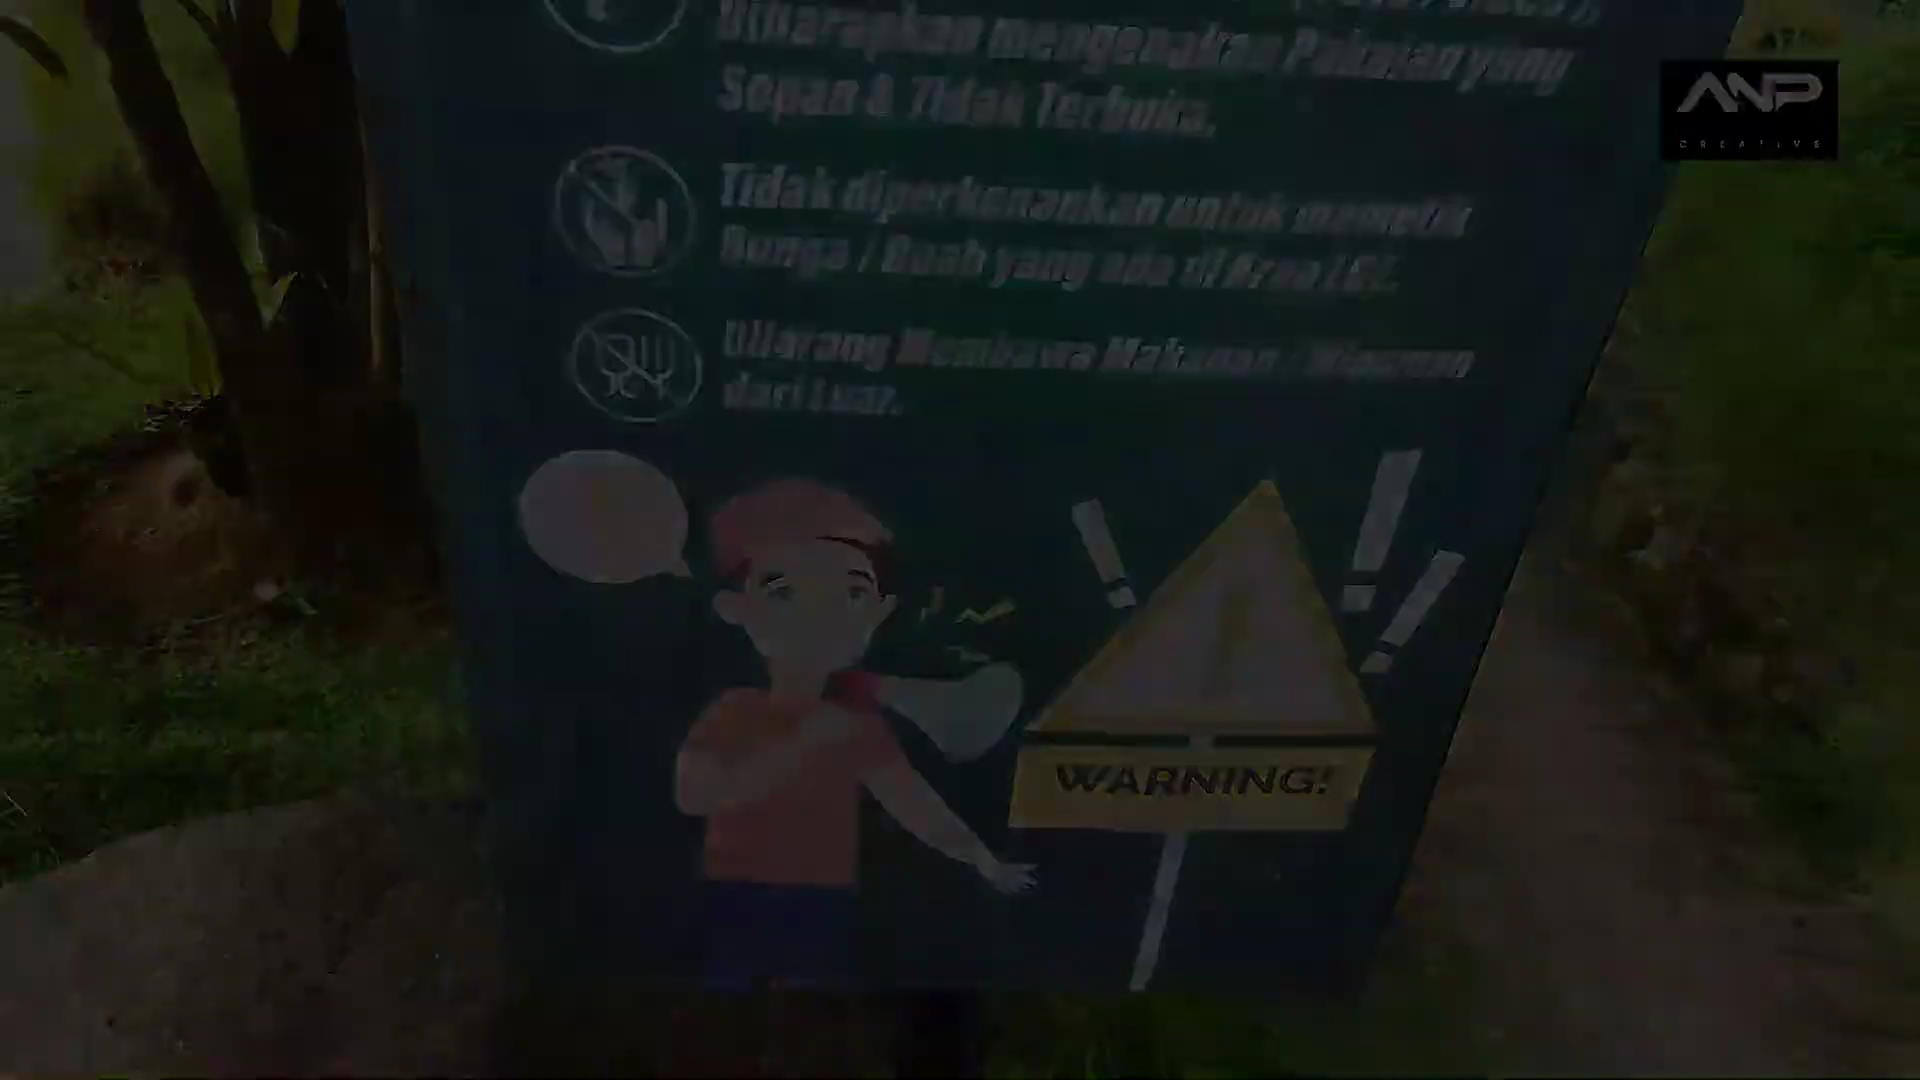 ANP
CREATIVE
Diharapkan mengenakan Pakaian yang
Sopan & Tidak Terbuka.
Tidak diperkenankan untuk memetik
Bunga / Buah yang ada di Area
Dilarang Membawa Makanan / Minuman
dari Luar.
WARNING!